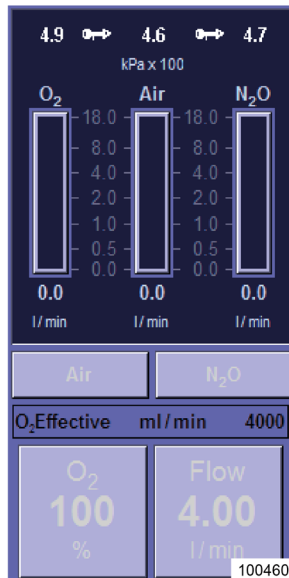 4.9 4.6 4.7
kPa x 100
O₂ Air N₂O
18.0 18.0
8.0 8.0
4.0 4.0
2.0 2.0
1.0 1.0
0.5 0.5
0.0 0.0
0.0 0.0 0.0
l/min l/min l/min
Air N₂O
O₂Effective ml/min 4000
O₂ Flow
100 4.00
% l/min
100460